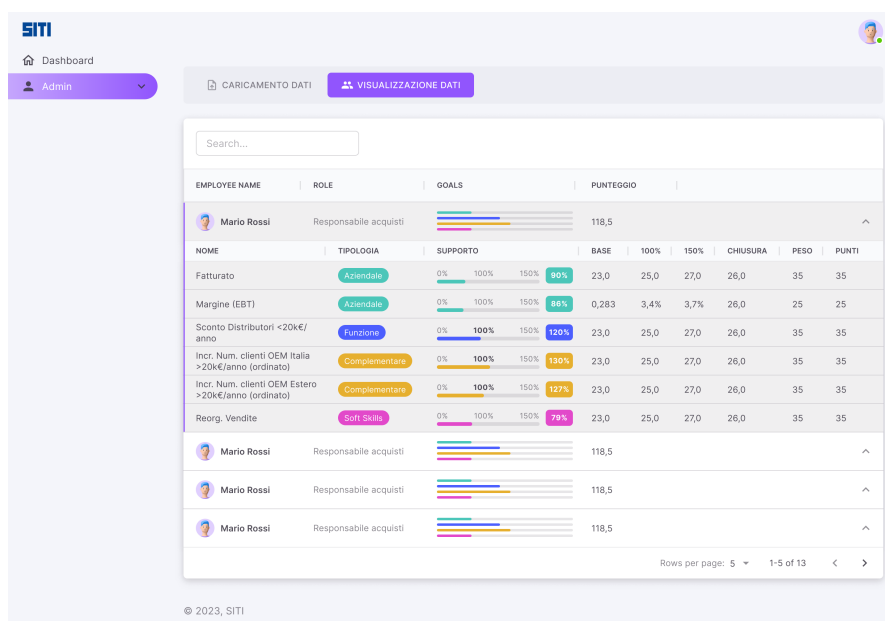 SITI
Dashboard
Admin
CARICAMENTO DATI VISUALIZZAZIONE DATI
Search...
EMPLOYEE NAME ROLE GOALS PUNTEGGIO
Mario Rossi Responsabile acquisti 118,5
NOME TIPOLOGIA SUPPORTO BASE 100% 150% CHIUSURA PESO PUNTI
Fatturato Aziendale 0% 100% 150% 90% 23,0 25,0 27,0 26,0 35 35
Margine (EBT) Aziendale 0% 100% 150% 86% 0,283 3,4% 3,7% 26,0 25 25
Sconto Distributori <20k€/
anno Funzione 0% 100% 150% 120% 23,0 25,0 27,0 26,0 35 35
Incr. Num. clienti OEM Italia
>20k€/anno (ordinato) Complementare 0% 100% 150% 130% 23,0 25,0 27,0 26,0 35 35
Incr. Num. clienti OEM Estero
>20k€/anno (ordinato) Complementare 0% 100% 150% 127% 23,0 25,0 27,0 26,0 35 35
Reorg. Vendite Soft Skills 0% 100% 150% 79% 23,0 25,0 27,0 26,0 35 35
Mario Rossi Responsabile acquisti 118,5
Mario Rossi Responsabile acquisti 118,5
Mario Rossi Responsabile acquisti 118,5
Rows per page: 5 1-5 of 13
© 2023, SITI